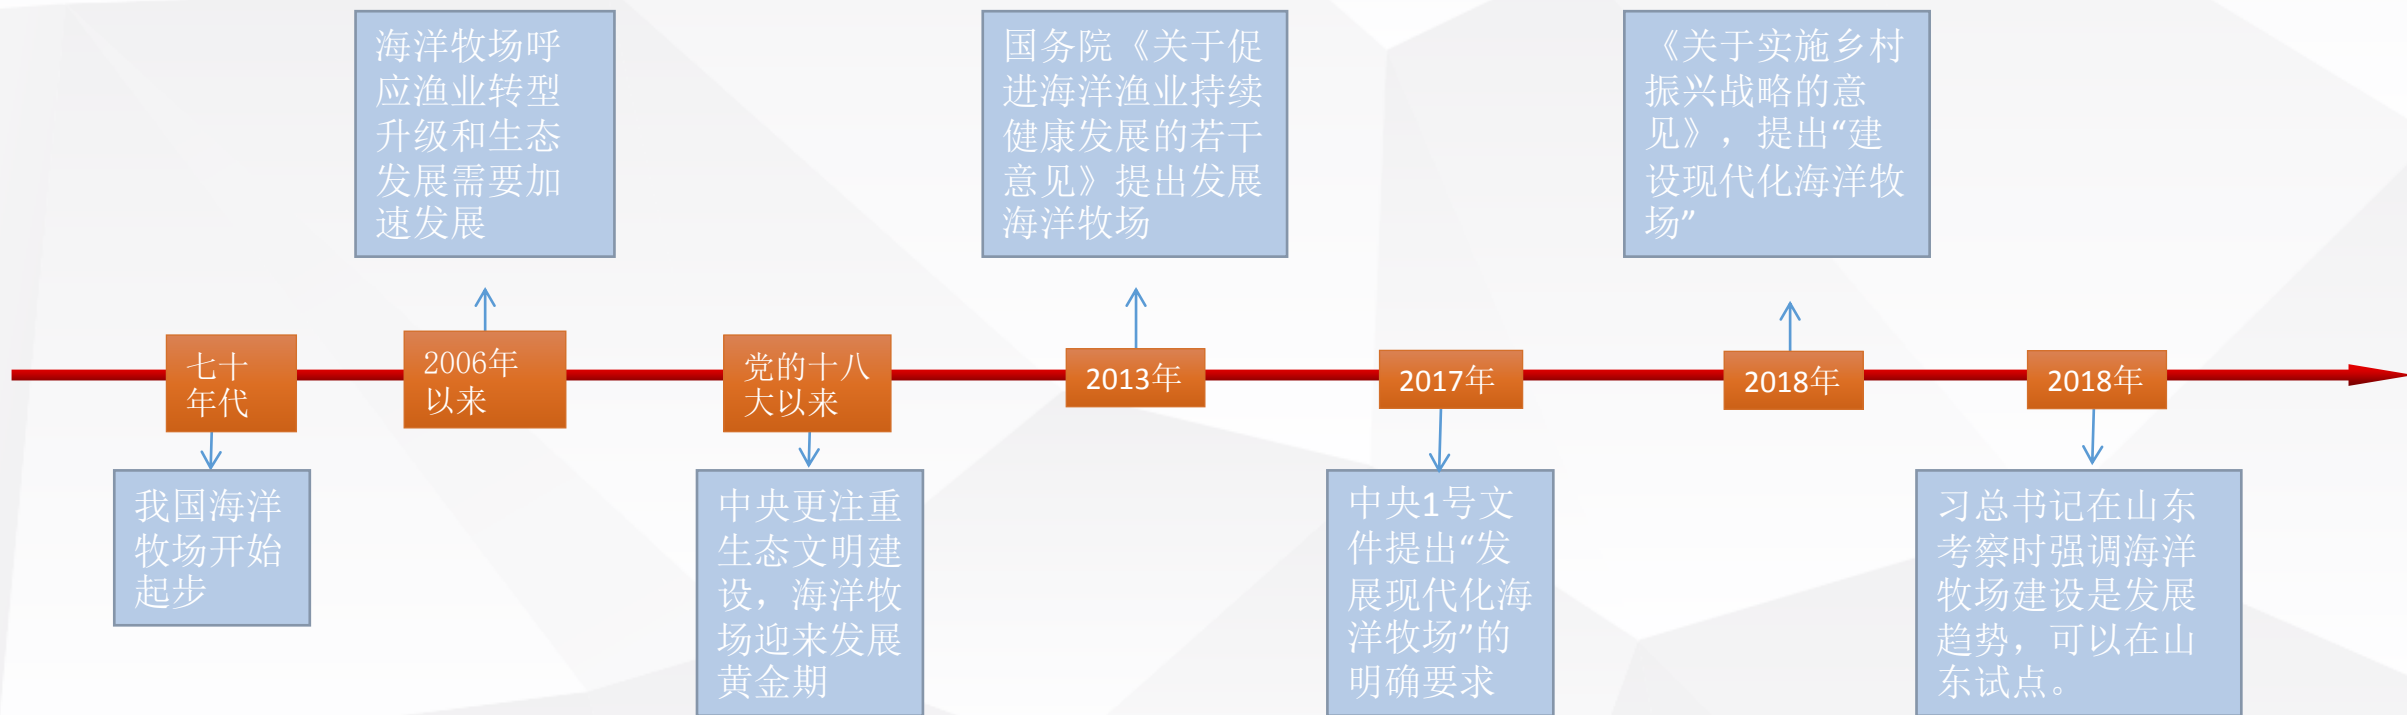 海洋牧场呼
应渔业转型
升级和生态
发展需要加
速发展
国务院《关于促
进海洋渔业持续
健康发展的若干
意见》提出发展
海洋牧场
《关于实施乡村
振兴战略的意
见》，提出“建
设现代化海洋牧
场”
七十
年代
2006年
以来
党的十八
大以来
2013年
2017年
2018年
2018年
我国海洋
牧场开始
起步
中央更注重
生态文明建
设，海洋牧
场迎来发展
黄金期
中央1号文
件提出“发
展现代化海
洋牧场”的
明确要求
习总书记在山东
考察时强调海洋
牧场建设是发展
趋势，可以在山
东试点。